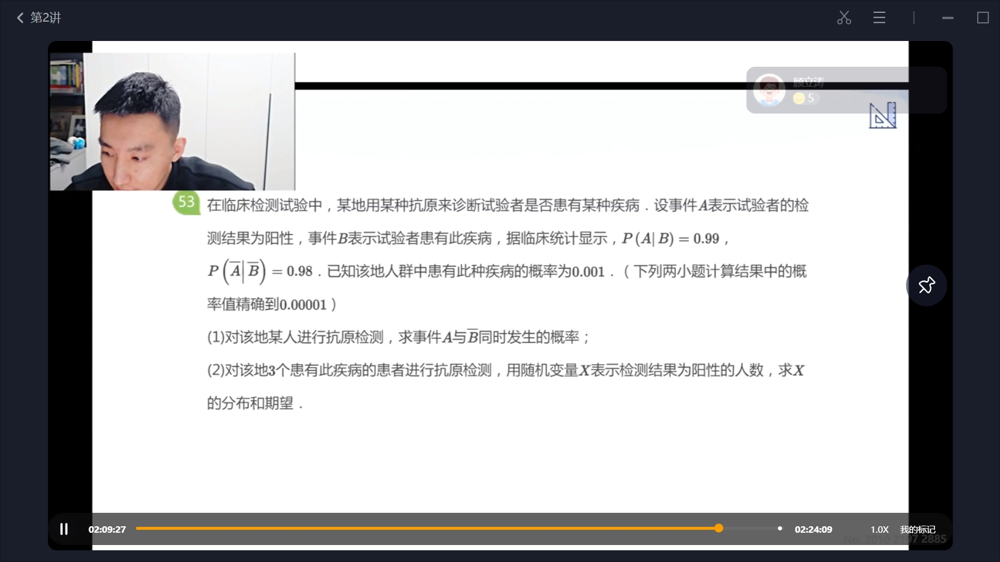 第2讲
顾立涛
5
53
在临床检测试验中，某地用某种抗原来诊断试验者是否患有某种疾病．设事件A表示试验者的检
测结果为阳性，事件B表示试验者患有此疾病，据临床统计显示，P(A|B)=0.99，
P(A̅|B̅)=0.98．已知该地人群中患有此种疾病的概率为0.001．（下列两小题计算结果中的概
率值精确到0.00001）
(1)对该地某人进行抗原检测，求事件A与B̅同时发生的概率；
(2)对该地3个患有此疾病的患者进行抗原检测，用随机变量X表示检测结果为阳性的人数，求X
的分布和期望．
02:09:27
02:24:09
1.0X
我的标记
No. 2010 2197 2885